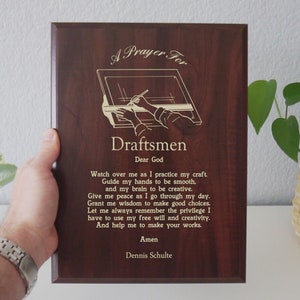 A Prayer For
Draftsmen
Dear God
Watch over me as I practice my craft.
Guide my hands to be smooth,
and my brain to be creative.
Give me peace as I go through my day.
Grant me wisdom to make good choices.
Let me always remember the privilege I
have to use my free will and creativity.
And help me to make your works.
Amen
Dennis Schulte